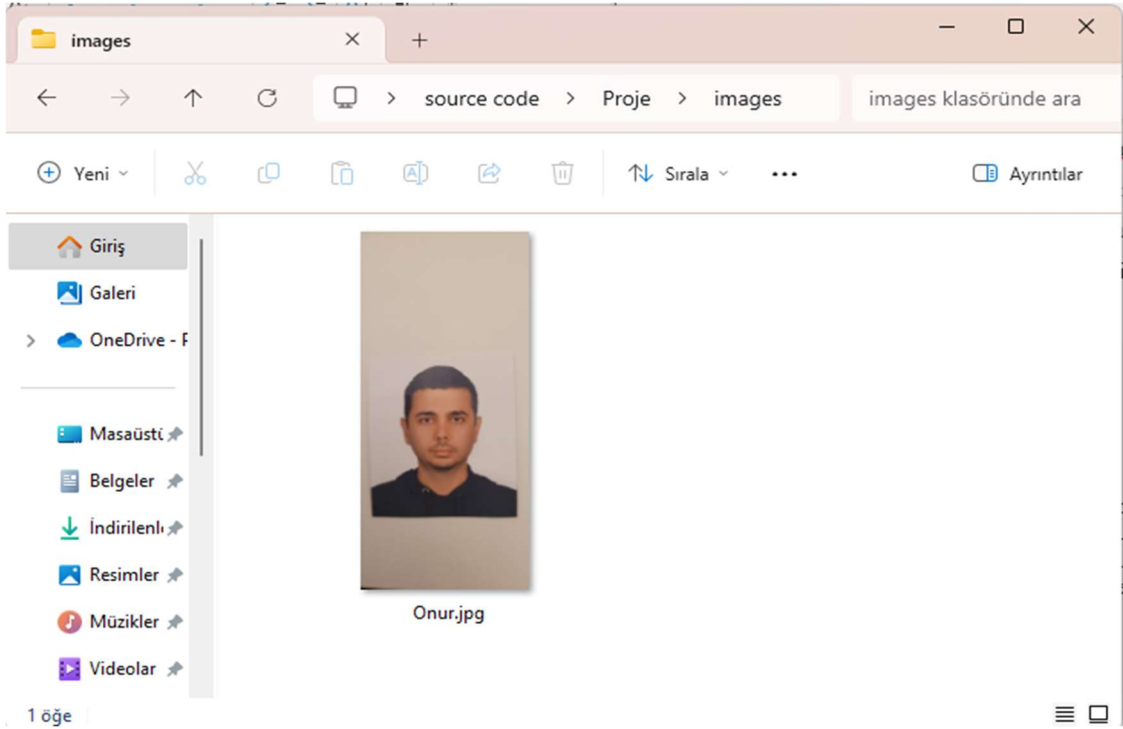 images
source code > Proje > images
images klasöründe ara
Yeni
Sırala
Ayrıntılar
Giriş
Galeri
OneDrive - P
Masaüstü
Belgeler
İndirilenl
Resimler
Müzikler
Videolar
Onur.jpg
1 öğe